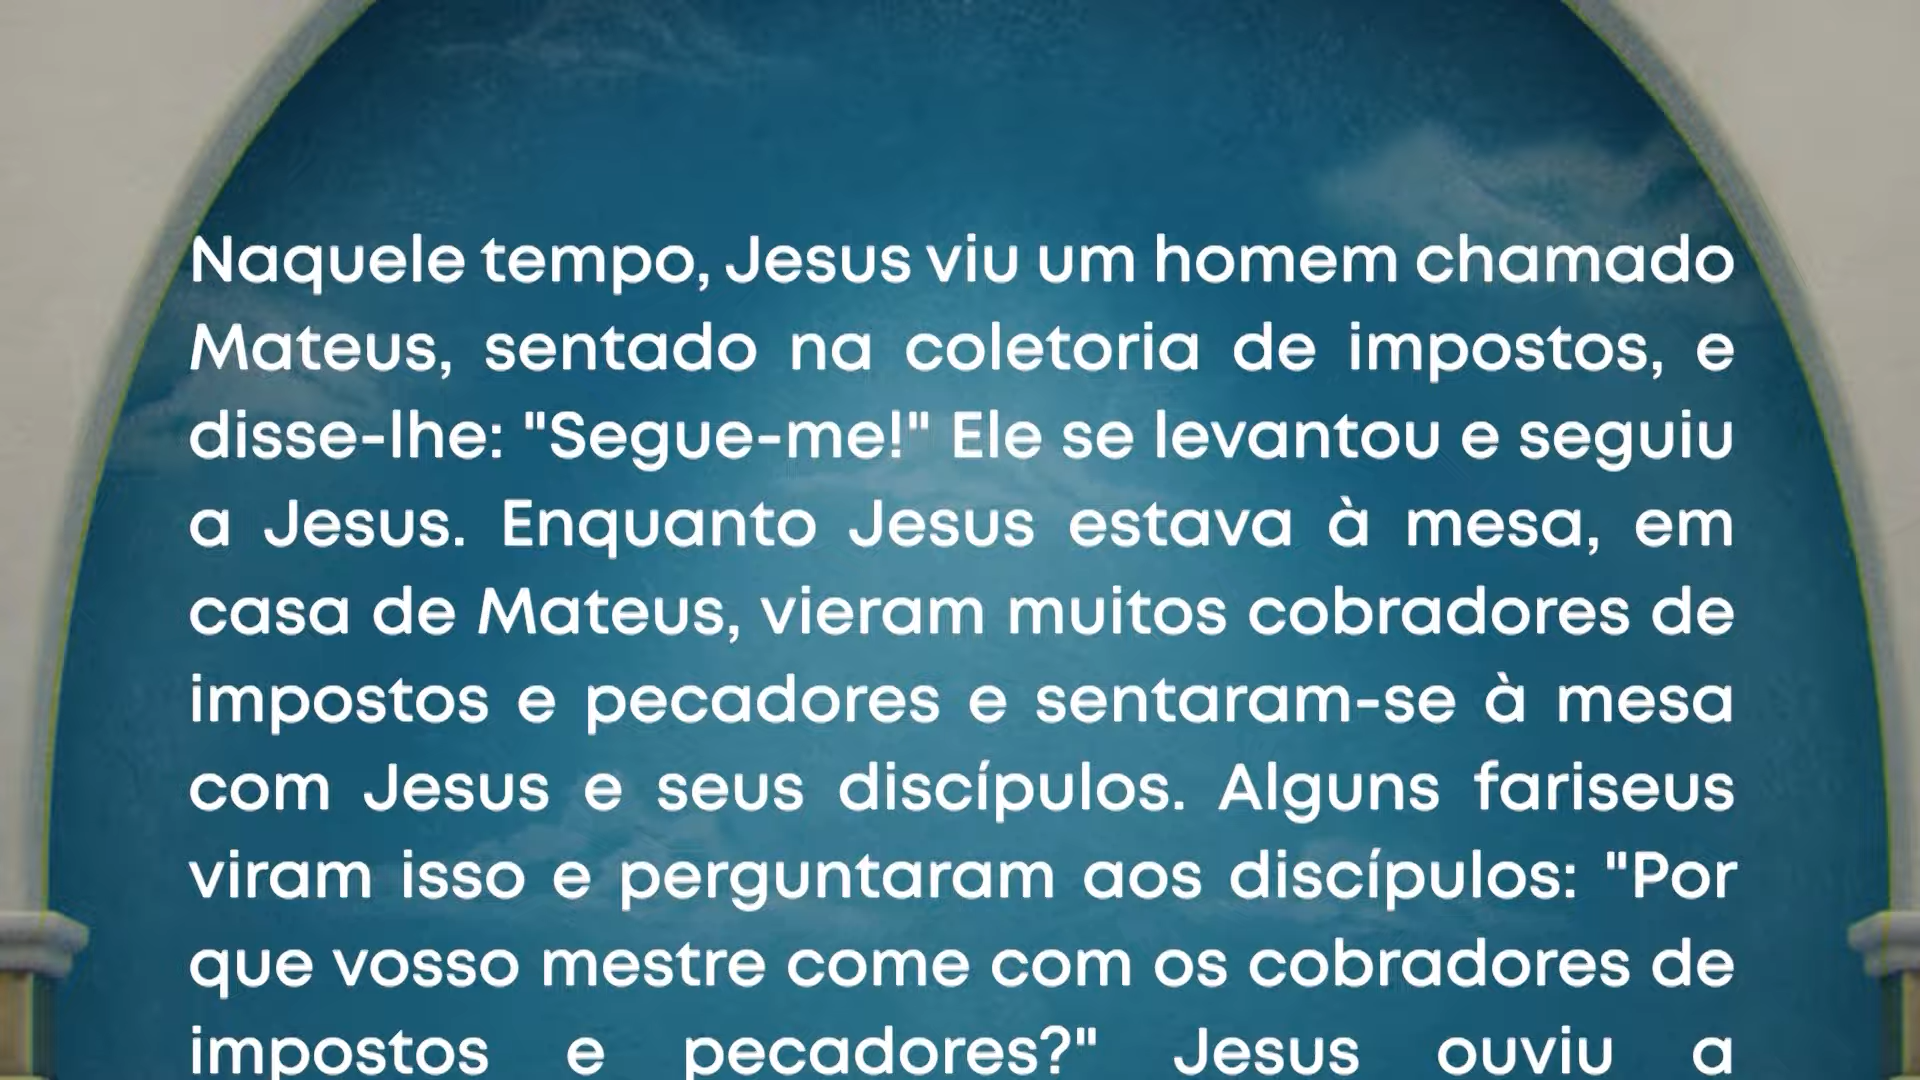 Naquele tempo, Jesus viu um homem chamado
Mateus, sentado na coletoria de impostos, e
disse-lhe: "Segue-me!" Ele se levantou e seguiu
a Jesus. Enquanto Jesus estava à mesa, em
casa de Mateus, vieram muitos cobradores de
impostos e pecadores e sentaram-se à mesa
com Jesus e seus discípulos. Alguns fariseus
viram isso e perguntaram aos discípulos: "Por
que vosso mestre come com os cobradores de
impostos e pecadores?" Jesus ouviu a